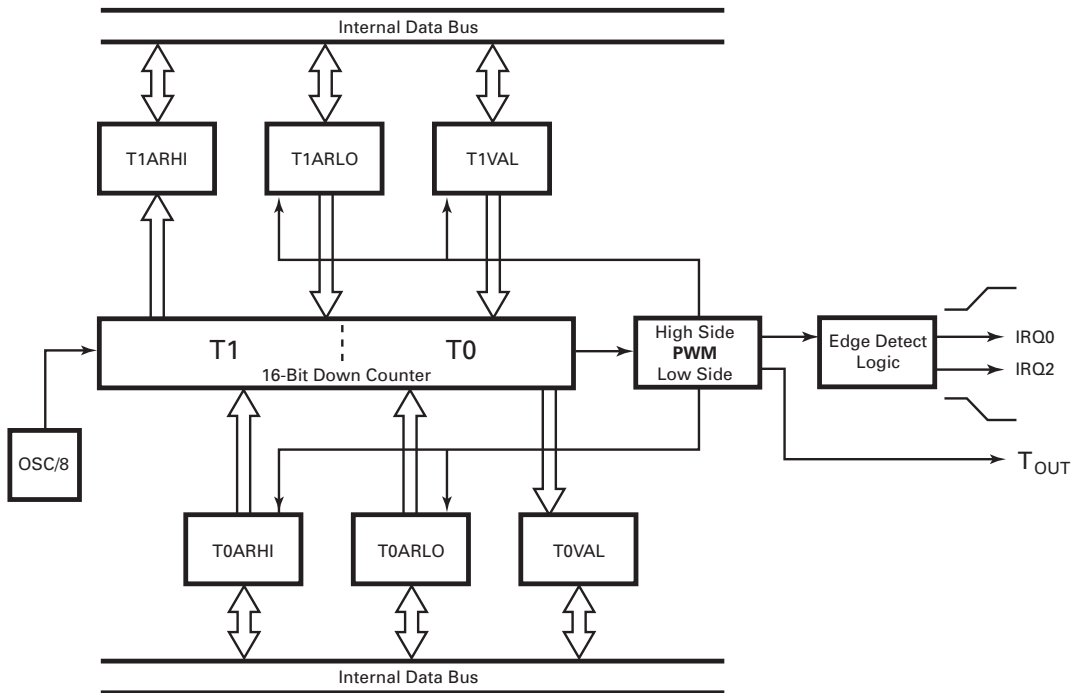 Internal Data Bus
T1ARHI
T1ARLO
T1VAL
T1
T0
16-Bit Down Counter
High Side
PWM
Low Side
Edge Detect
Logic
IRQ0
IRQ2
OSC/8
TOUT
T0ARHI
T0ARLO
T0VAL
Internal Data Bus